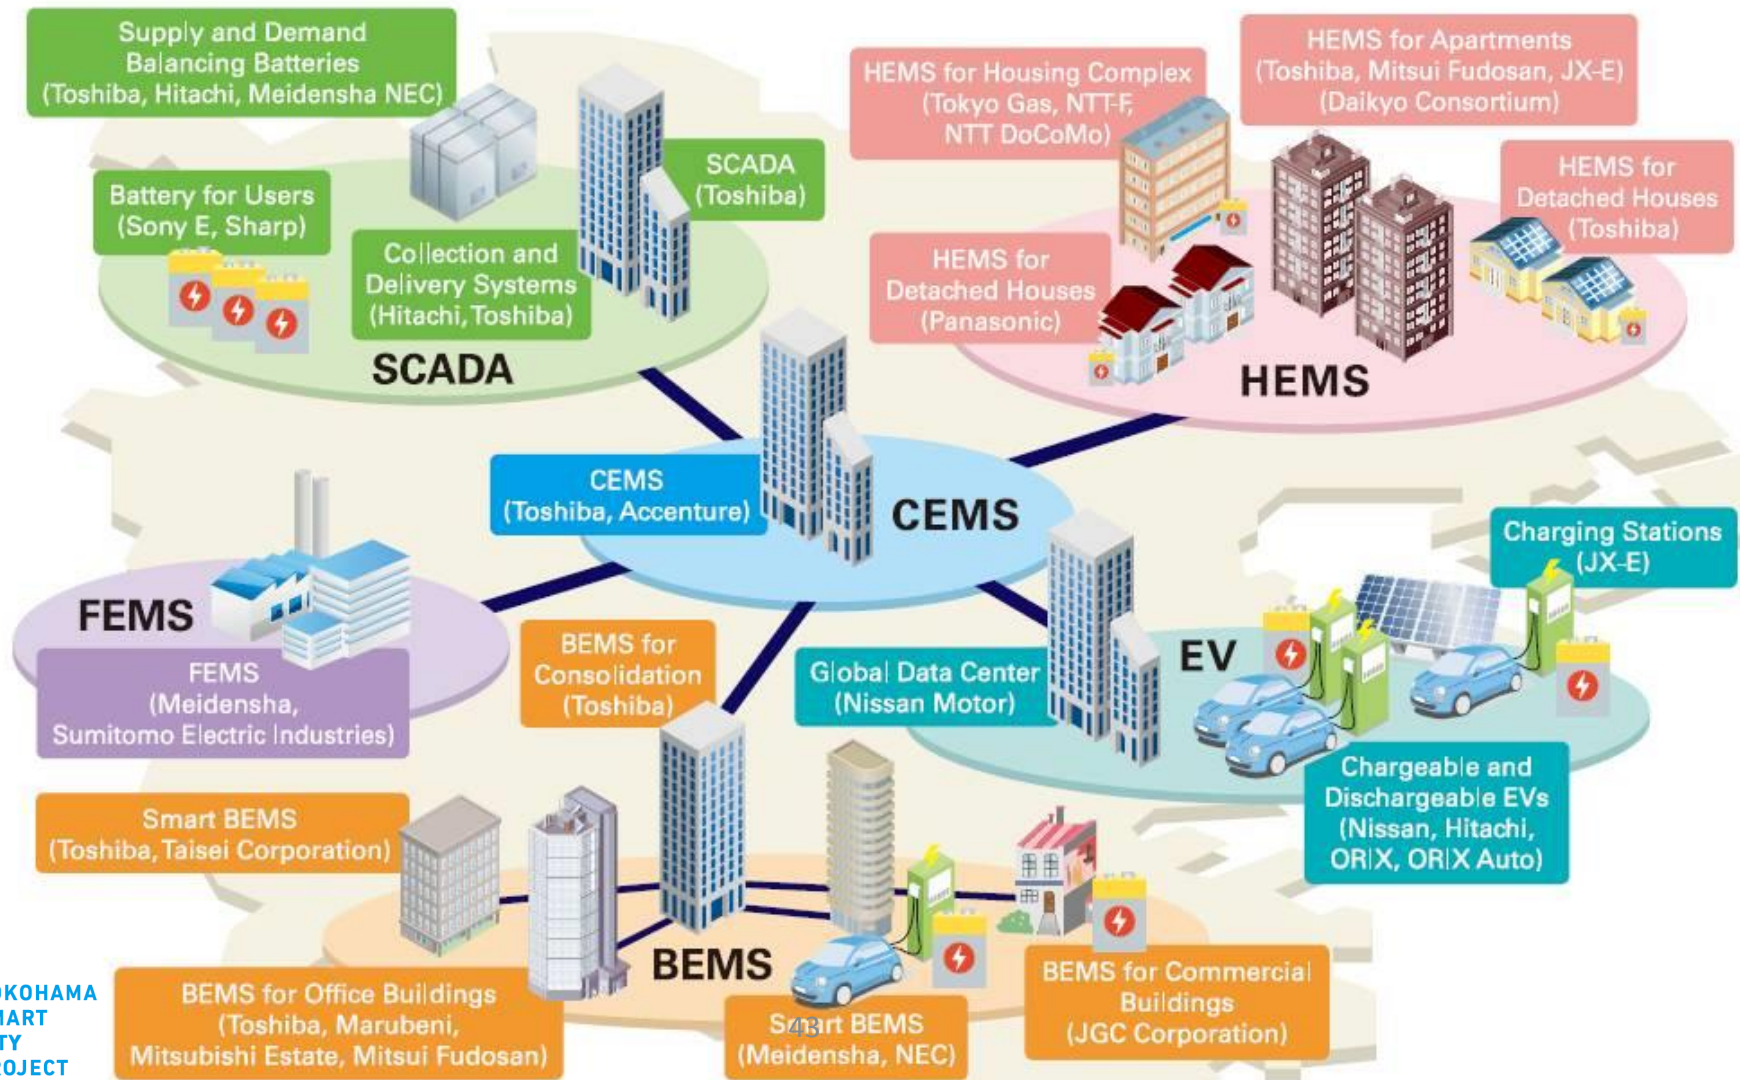 Supply and Demand
Balancing Batteries
(Toshiba, Hitachi, Meidensha NEC)
Battery for Users
(Sony E, Sharp)
Collection and
Delivery Systems
(Hitachi, Toshiba)
SCADA
(Toshiba)
SCADA
HEMS for Housing Complex
(Tokyo Gas, NTT-F,
NTT DoCoMo)
HEMS for Apartments
(Toshiba, Mitsui Fudosan, JX-E)
(Daikyo Consortium)
HEMS for
Detached Houses
(Toshiba)
HEMS for
Detached Houses
(Panasonic)
HEMS
CEMS
(Toshiba, Accenture)
CEMS
FEMS
FEMS
(Meidensha,
Sumitomo Electric Industries)
BEMS for
Consolidation
(Toshiba)
Global Data Center
(Nissan Motor)
EV
Charging Stations
(JX-E)
Chargeable and
Dischargeable EVs
(Nissan, Hitachi,
ORIX, ORIX Auto)
Smart BEMS
(Toshiba, Taisei Corporation)
BEMS
BEMS for Office Buildings
(Toshiba, Marubeni,
Mitsubishi Estate, Mitsui Fudosan)
Smart BEMS
(Meidensha, NEC)
43
BEMS for Commercial
Buildings
(JGC Corporation)
OKOHAMA
MART
ITY
ROJECT